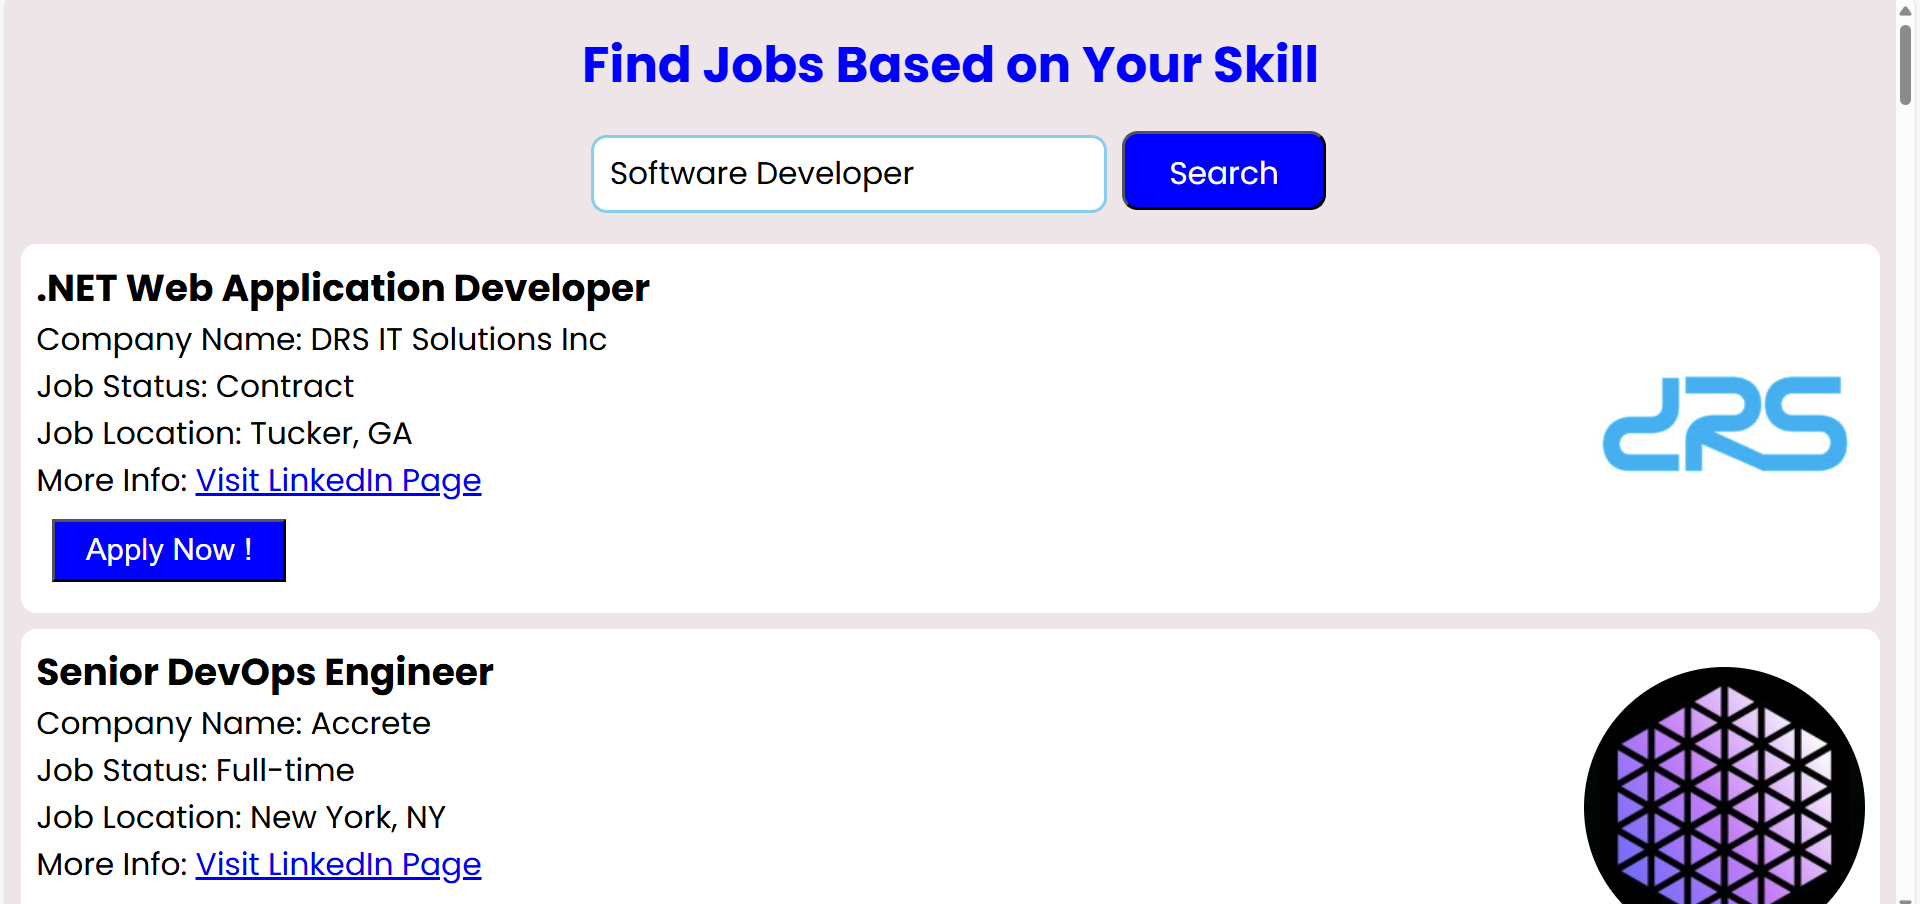 Find Jobs Based on Your Skill
Software Developer
Search
.NET Web Application Developer
Company Name: DRS IT Solutions Inc
Job Status: Contract
Job Location: Tucker, GA
More Info: Visit LinkedIn Page
Apply Now !
DRS
Senior DevOps Engineer
Company Name: Accrete
Job Status: Full-time
Job Location: New York, NY
More Info: Visit LinkedIn Page